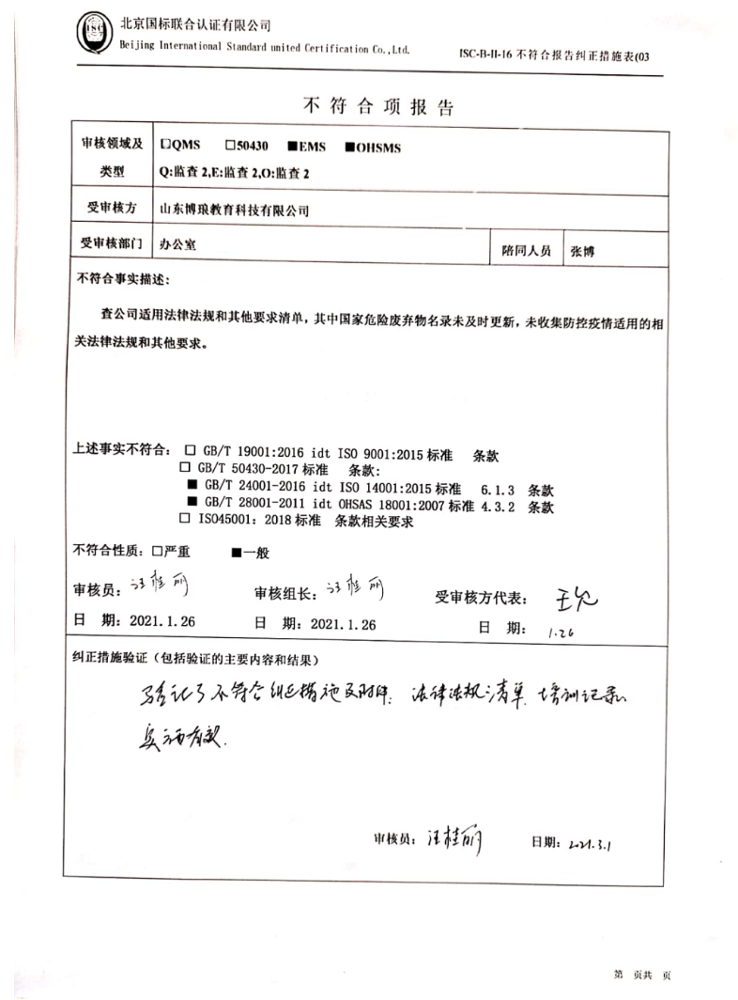 ISC
北京国标联合认证有限公司
Beijing International Standard united Certification Co.,Ltd.
ISC-B-II-16 不符合报告纠正措施表(03
不符合项报告
审核领域及类型
□QMS □50430 ■EMS ■OHSMS
Q:监查 2,E:监查 2,O:监查 2
受审核方 山东博琅教育科技有限公司
受审核部门 办公室 陪同人员 张博
不符合事实描述:
查公司适用法律法规和其他要求清单，其中国家危险废弃物名录未及时更新，未收集防控疫情适用的相
关法律法规和其他要求。
上述事实不符合: □ GB/T 19001:2016 idt ISO 9001:2015 标准 条款
□ GB/T 50430-2017 标准 条款:
■ GB/T 24001-2016 idt ISO 14001:2015 标准 6.1.3 条款
■ GB/T 28001-2011 idt OHSAS 18001:2007 标准 4.3.2 条款
□ ISO45001: 2018 标准 条款相关要求
不符合性质: □严重 ■一般
审核员: 汪桂丽 审核组长: 汪桂丽 受审核方代表: 王允
日 期: 2021.1.26 日 期: 2021.1.26 日 期: 1.26
纠正措施验证（包括验证的主要内容和结果）
验证了不符合纠正措施及附件: 法律法规清单 培训记录.
实施有效.
审核员: 汪桂丽 日期: 2021.3.1
第 页共 页